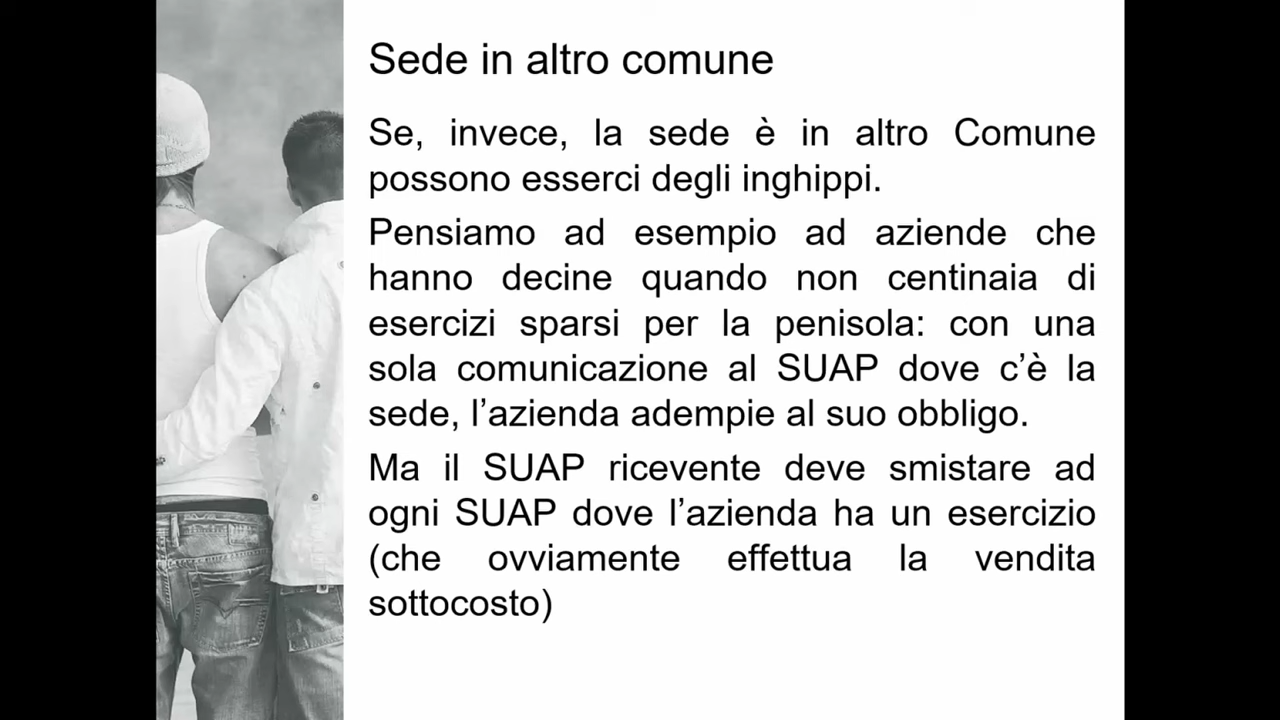 Sede in altro comune
Se, invece, la sede è in altro Comune
possono esserci degli inghippi.
Pensiamo ad esempio ad aziende che
hanno decine quando non centinaia di
esercizi sparsi per la penisola: con una
sola comunicazione al SUAP dove c’è la
sede, l’azienda adempie al suo obbligo.
Ma il SUAP ricevente deve smistare ad
ogni SUAP dove l’azienda ha un esercizio
(che ovviamente effettua la vendita
sottocosto)